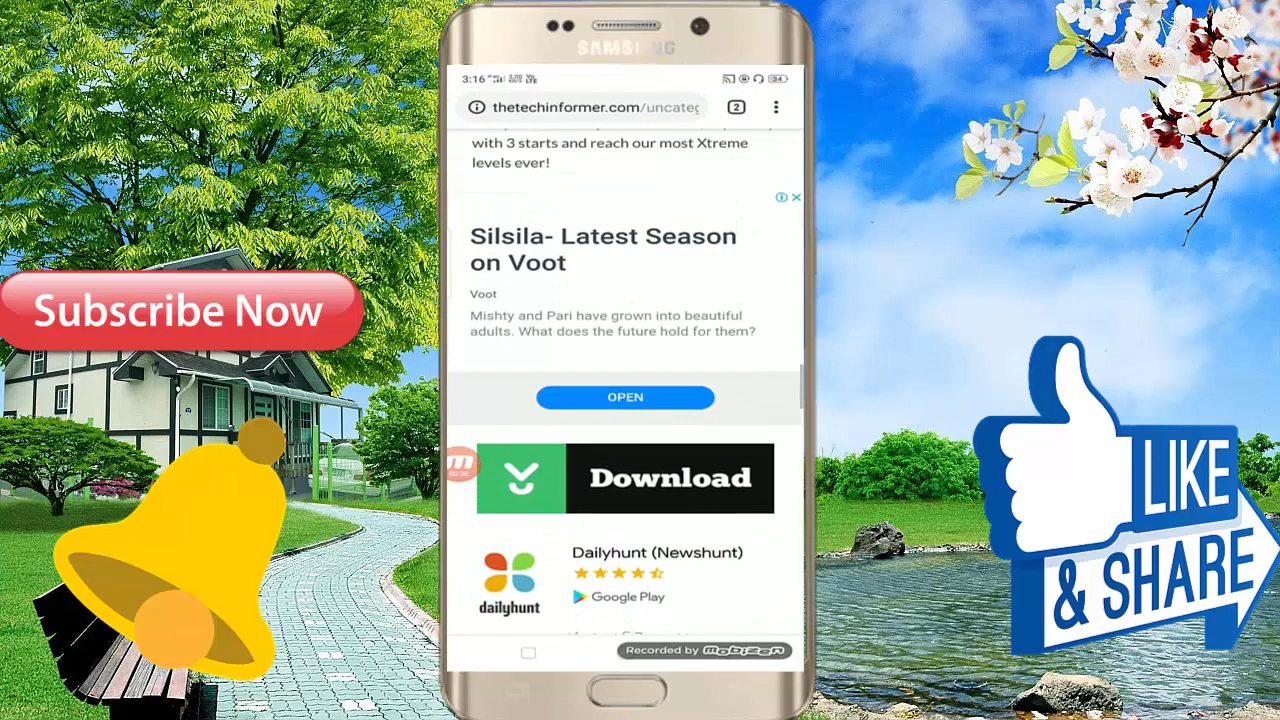 SAMSUNG
3:16
thetechinformer.com/uncateg
2
with 3 starts and reach our most Xtreme
levels ever!
Silsila- Latest Season
on Voot
Voot
Mishty and Pari have grown into beautiful
adults. What does the future hold for them?
OPEN
Download
Dailyhunt (Newshunt)
dailyhunt
Google Play
Recorded by mobizen
Subscribe Now
LIKE
& SHARE